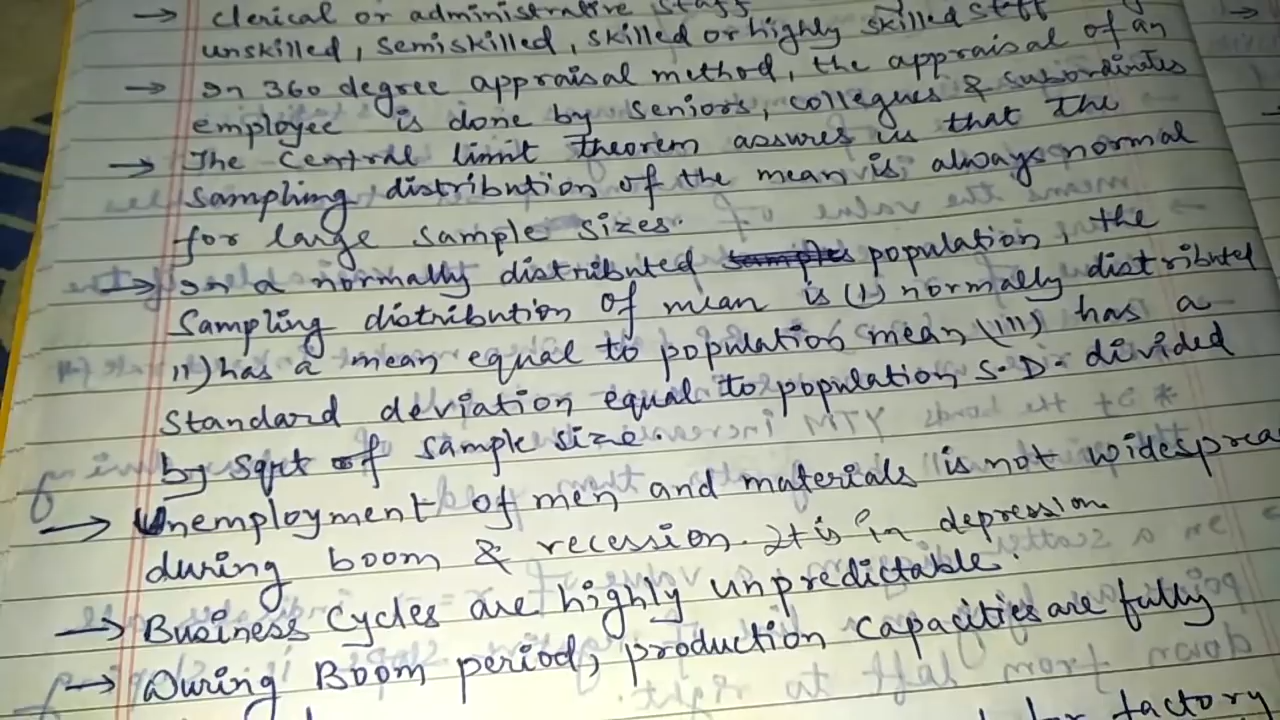 → clerical or administrative staff
unskilled, semiskilled, skilled or highly skilled staff
→ In 360 degree appraisal method, the appraisal of an
employee is done by seniors, collegues & subordinates
→ The central limit theorem assures us that the
sampling distribution of the mean is always normal
for large sample sizes.
→ In a normally distributed population, the
sampling distribution of mean is (i) normally distributed
ii) has a mean equal to population mean (iii) has a
standard deviation equal to population S.D. divided
by sqrt of sample size.
→ Unemployment of men and materials is not widesprea
during boom & recession. It is in depression.
→ Business Cycles are highly unpredictable.
→ During Boom period, production capacities are fully
factory